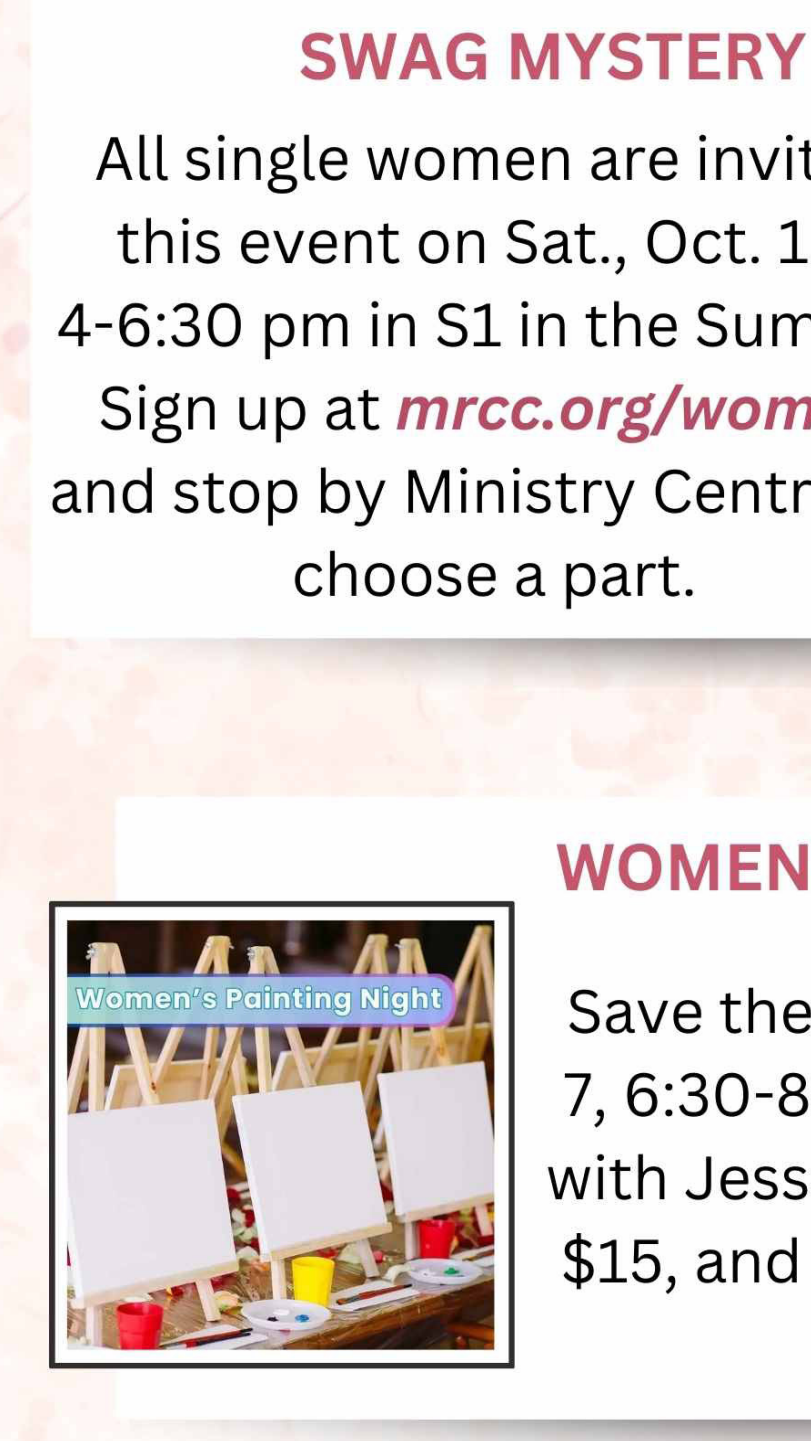 SWAG MYSTERY
All single women are invit
this event on Sat., Oct. 1
4-6:30 pm in S1 in the Sum
Sign up at mrcc.org/wom
and stop by Ministry Centr
choose a part.
WOMEN
Women's Painting Night
Save the
7, 6:30-8
with Jess
$15, and